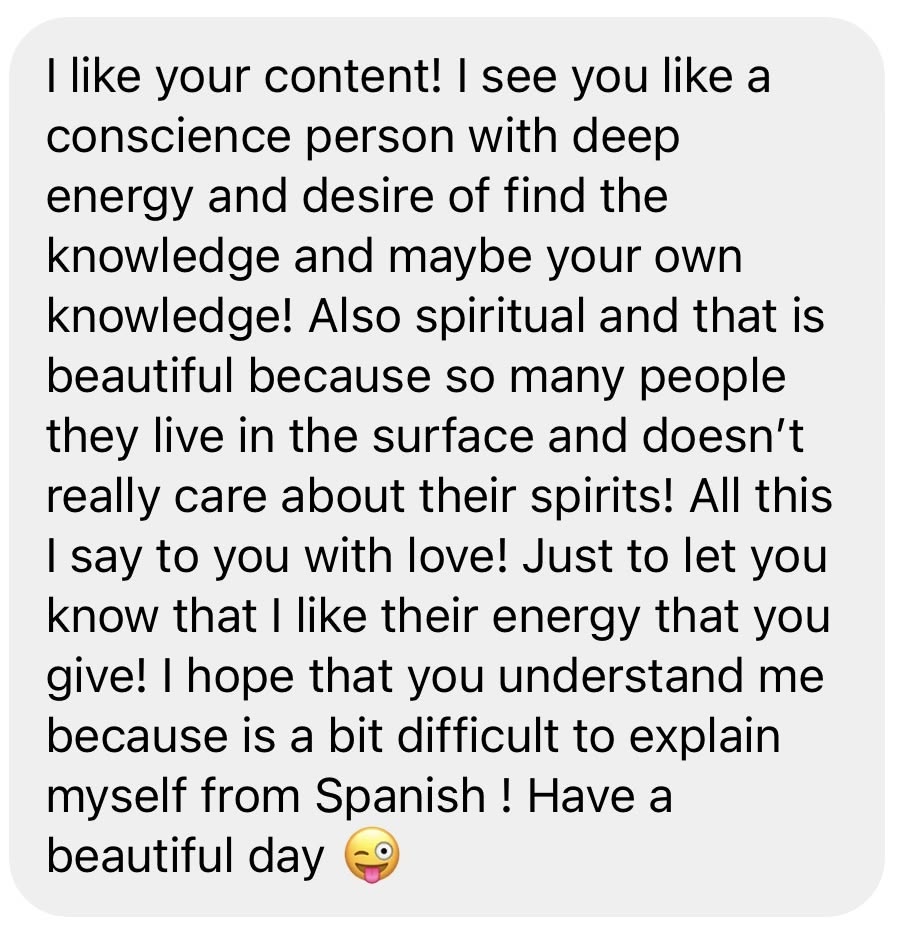 I like your content! I see you like a
conscience person with deep
energy and desire of find the
knowledge and maybe your own
knowledge! Also spiritual and that is
beautiful because so many people
they live in the surface and doesn’t
really care about their spirits! All this
I say to you with love! Just to let you
know that I like their energy that you
give! I hope that you understand me
because is a bit difficult to explain
myself from Spanish ! Have a
beautiful day 😜